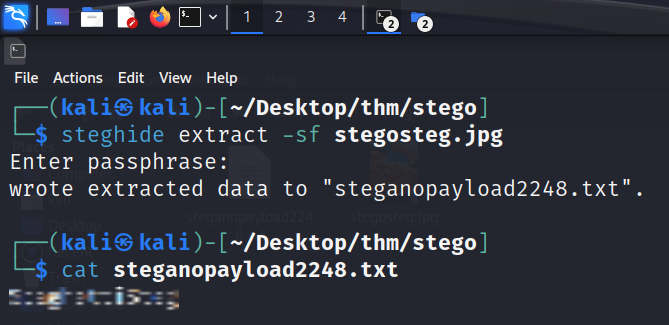 1 2 3 4 2 2
File Actions Edit View Help
┌──(kali㉿kali)-[~/Desktop/thm/stego]
└─$ steghide extract -sf stegosteg.jpg
Enter passphrase:
wrote extracted data to "steganopayload2248.txt".
┌──(kali㉿kali)-[~/Desktop/thm/stego]
└─$ cat steganopayload2248.txt